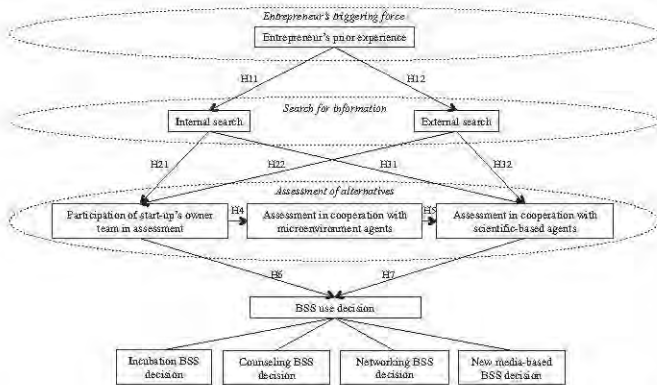 Entrepreneur's triggering force
Entrepreneur's prior experience
H11
H12
Search for information
Internal search
External search
H21
H22
H31
H32
Assessment of alternatives
Participation of start-up's owner
team in assessment
H4
Assessment in cooperation with
microenvironment agents
H5
Assessment in cooperation with
scientific-based agents
H6
H7
BSS use decision
Incubation BSS
decision
Counseling BSS
decision
Networking BSS
decision
New media-based
BSS decision